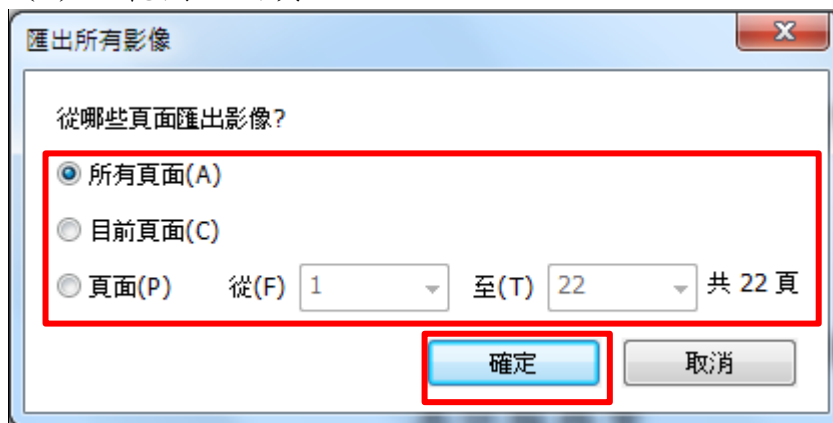 匯出所有影像
從哪些頁面匯出影像?
所有頁面(A)
目前頁面(C)
頁面(P) 從(F) 1 至(T) 22 共 22 頁
確定 取消